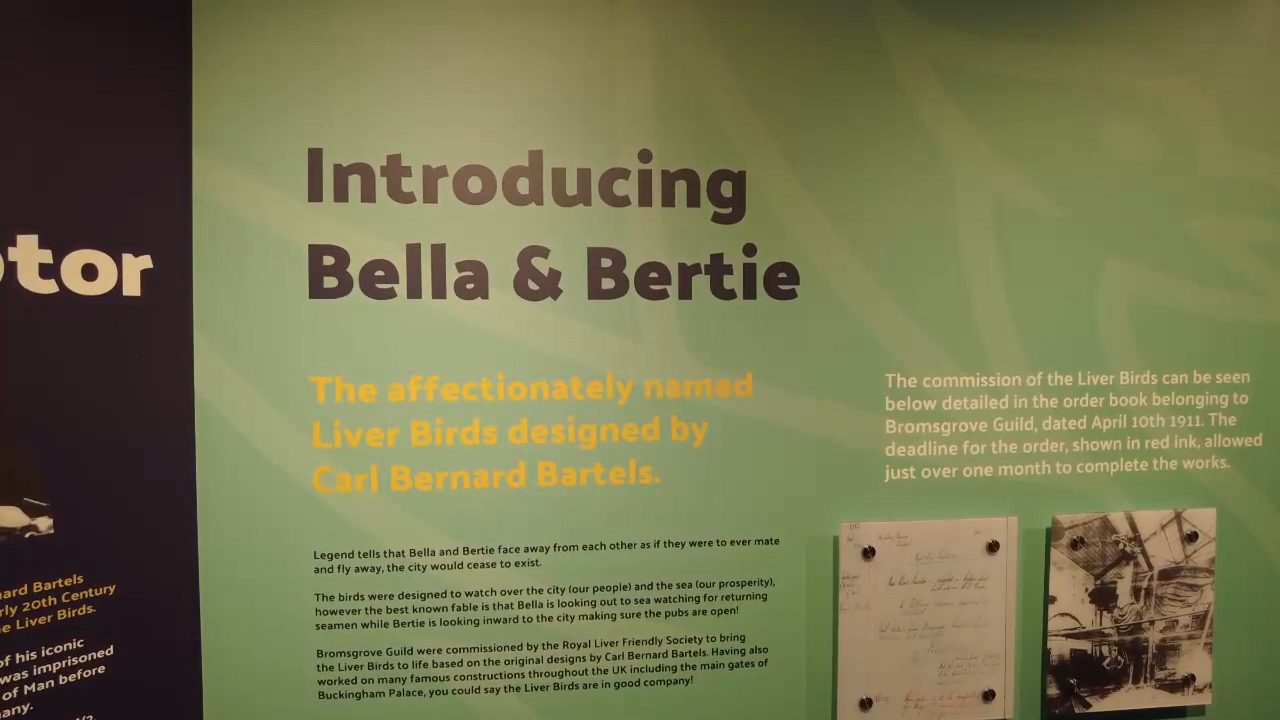 tor
nard Bartels
rly 20th Century
e Liver Birds.
of his iconic
was imprisoned
of Man before
any.
Introducing
Bella & Bertie
The affectionately named
Liver Birds designed by
Carl Bernard Bartels.
Legend tells that Bella and Bertie face away from each other as if they were to ever mate
and fly away, the city would cease to exist.
The birds were designed to watch over the city (our people) and the sea (our prosperity),
however the best known fable is that Bella is looking out to sea watching for returning
seamen while Bertie is looking inward to the city making sure the pubs are open!
Bromsgrove Guild were commissioned by the Royal Liver Friendly Society to bring
the Liver Birds to life based on the original designs by Carl Bernard Bartels. Having also
worked on many famous constructions throughout the UK including the main gates of
Buckingham Palace, you could say the Liver Birds are in good company!
The commission of the Liver Birds can be seen
below detailed in the order book belonging to
Bromsgrove Guild, dated April 10th 1911. The
deadline for the order, shown in red ink, allowed
just over one month to complete the works.